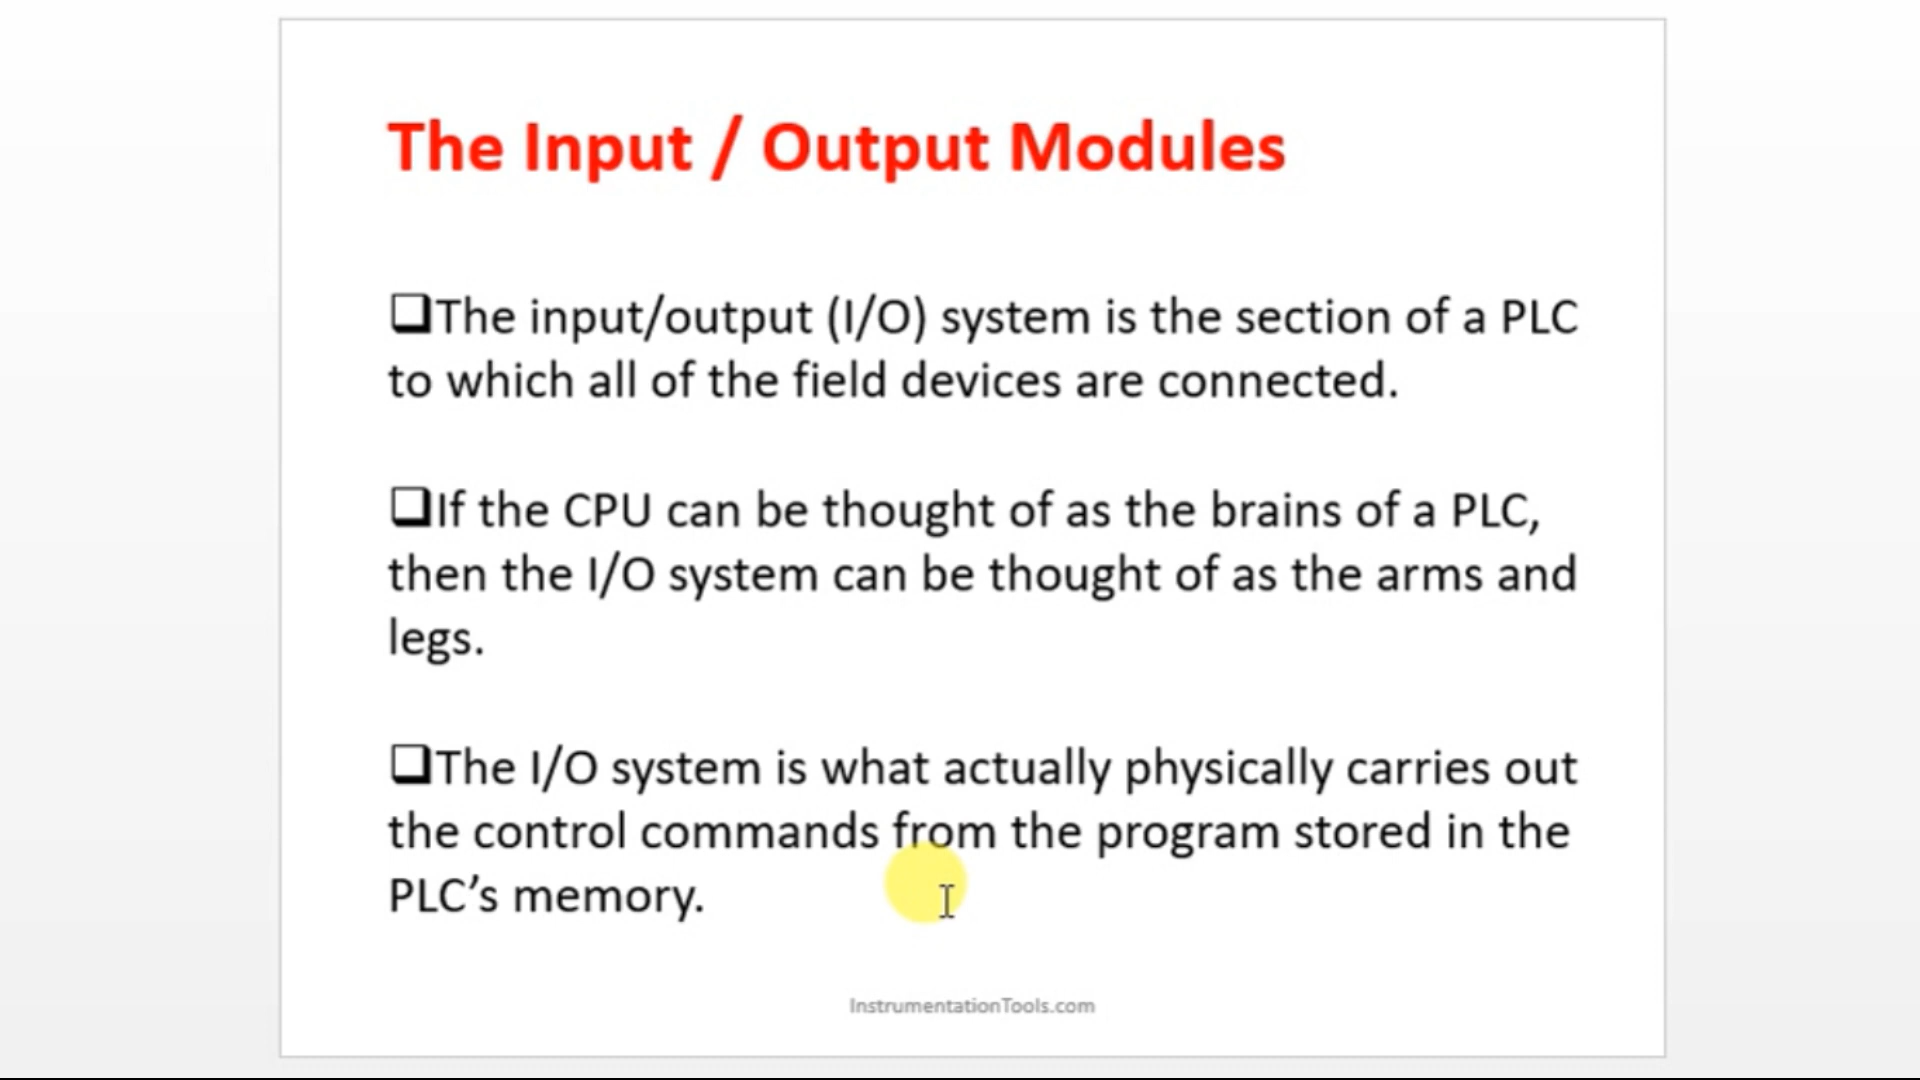 The Input / Output Modules
❑The input/output (I/O) system is the section of a PLC
to which all of the field devices are connected.
❑If the CPU can be thought of as the brains of a PLC,
then the I/O system can be thought of as the arms and
legs.
❑The I/O system is what actually physically carries out
the control commands from the program stored in the
PLC’s memory.
InstrumentationTools.com